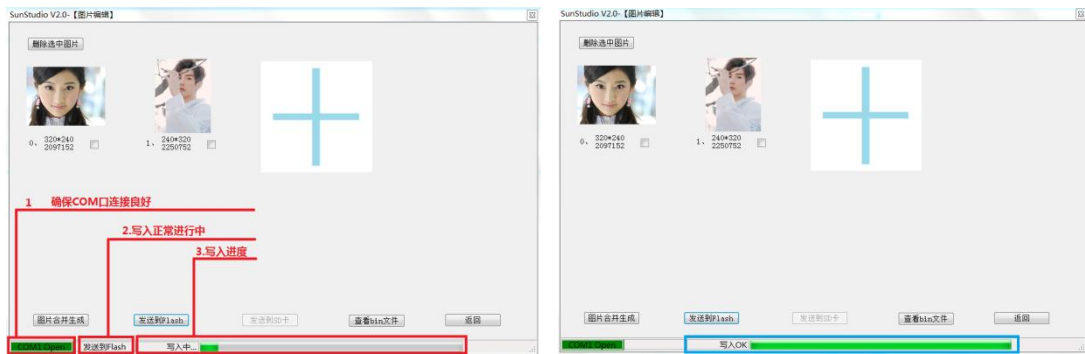 SunStudio V2.0-【图片编辑】
删除选中图片
0、 320*240
2097152
1、 240*320
2250752
1 确保COM口连接良好
2.写入正常进行中
3.写入进度
图片合并生成 发送到Flash 发送到SD卡 查看bin文件 返回
COM1 Open 发送到Flash 写入中...
SunStudio V2.0-【图片编辑】
删除选中图片
0、 320*240
2097152
1、 240*320
2250752
图片合并生成 发送到Flash 发送到SD卡 查看bin文件 返回
COM1 Open 写入OK